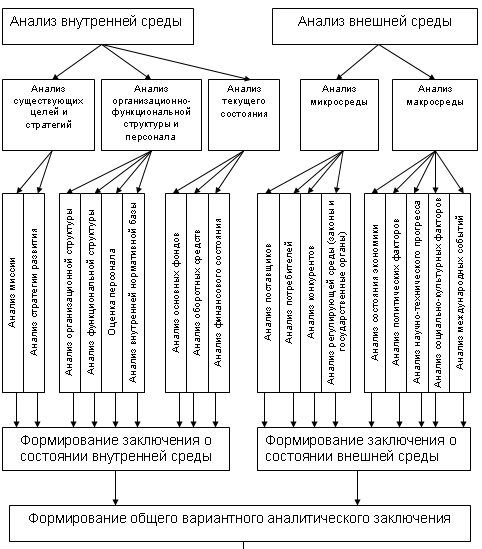 Анализ внутренней среды
Анализ внешней среды
Анализ
существующих
целей и
стратегий
Анализ
организационно-
функциональной
структуры и
персонала
Анализ
текущего
состояния
Анализ
микросреды
Анализ
макросреды
Анализ миссии
Анализ стратегии развития
Анализ организационной структуры
Анализ функциональной структуры
Оценка персонала
Анализ внутренней нормативной базы
Анализ основных фондов
Анализ оборотных средств
Анализ финансового состояния
Анализ поставщиков
Анализ потребителей
Анализ конкурентов
Анализ регулирующей среды (законы и
государственные органы)
Анализ состояния экономики
Анализ политических факторов
Анализ научно-технического прогресса
Анализ социально-культурных факторов
Анализ международных событий
Формирование заключения о
состоянии внутренней среды
Формирование заключения о
состоянии внешней среды
Формирование общего вариантного аналитического заключения